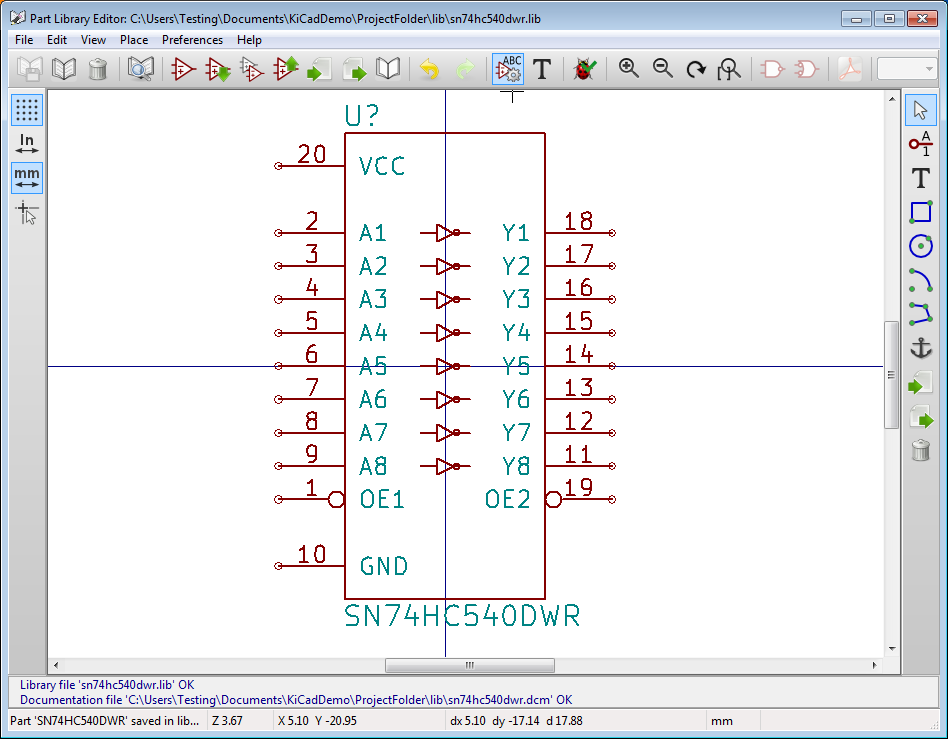 Part Library Editor: C:\Users\Testing\Documents\KiCadDemo\ProjectFolder\lib\sn74hc540dwr.lib
File Edit View Place Preferences Help
ABC
T
In
mm
A
1
T
U?
20 VCC
2 A1 Y1 18
3 A2 Y2 17
4 A3 Y3 16
5 A4 Y4 15
6 A5 Y5 14
7 A6 Y6 13
8 A7 Y7 12
9 A8 Y8 11
1 OE1 OE2 19
10 GND
SN74HC540DWR
Library file 'sn74hc540dwr.lib' OK
Documentation file 'C:\Users\Testing\Documents\KiCadDemo\ProjectFolder\lib\sn74hc540dwr.dcm' OK
Part 'SN74HC540DWR' saved in lib... Z 3.67 X 5.10 Y -20.95 dx 5.10 dy -17.14 d 17.88 mm